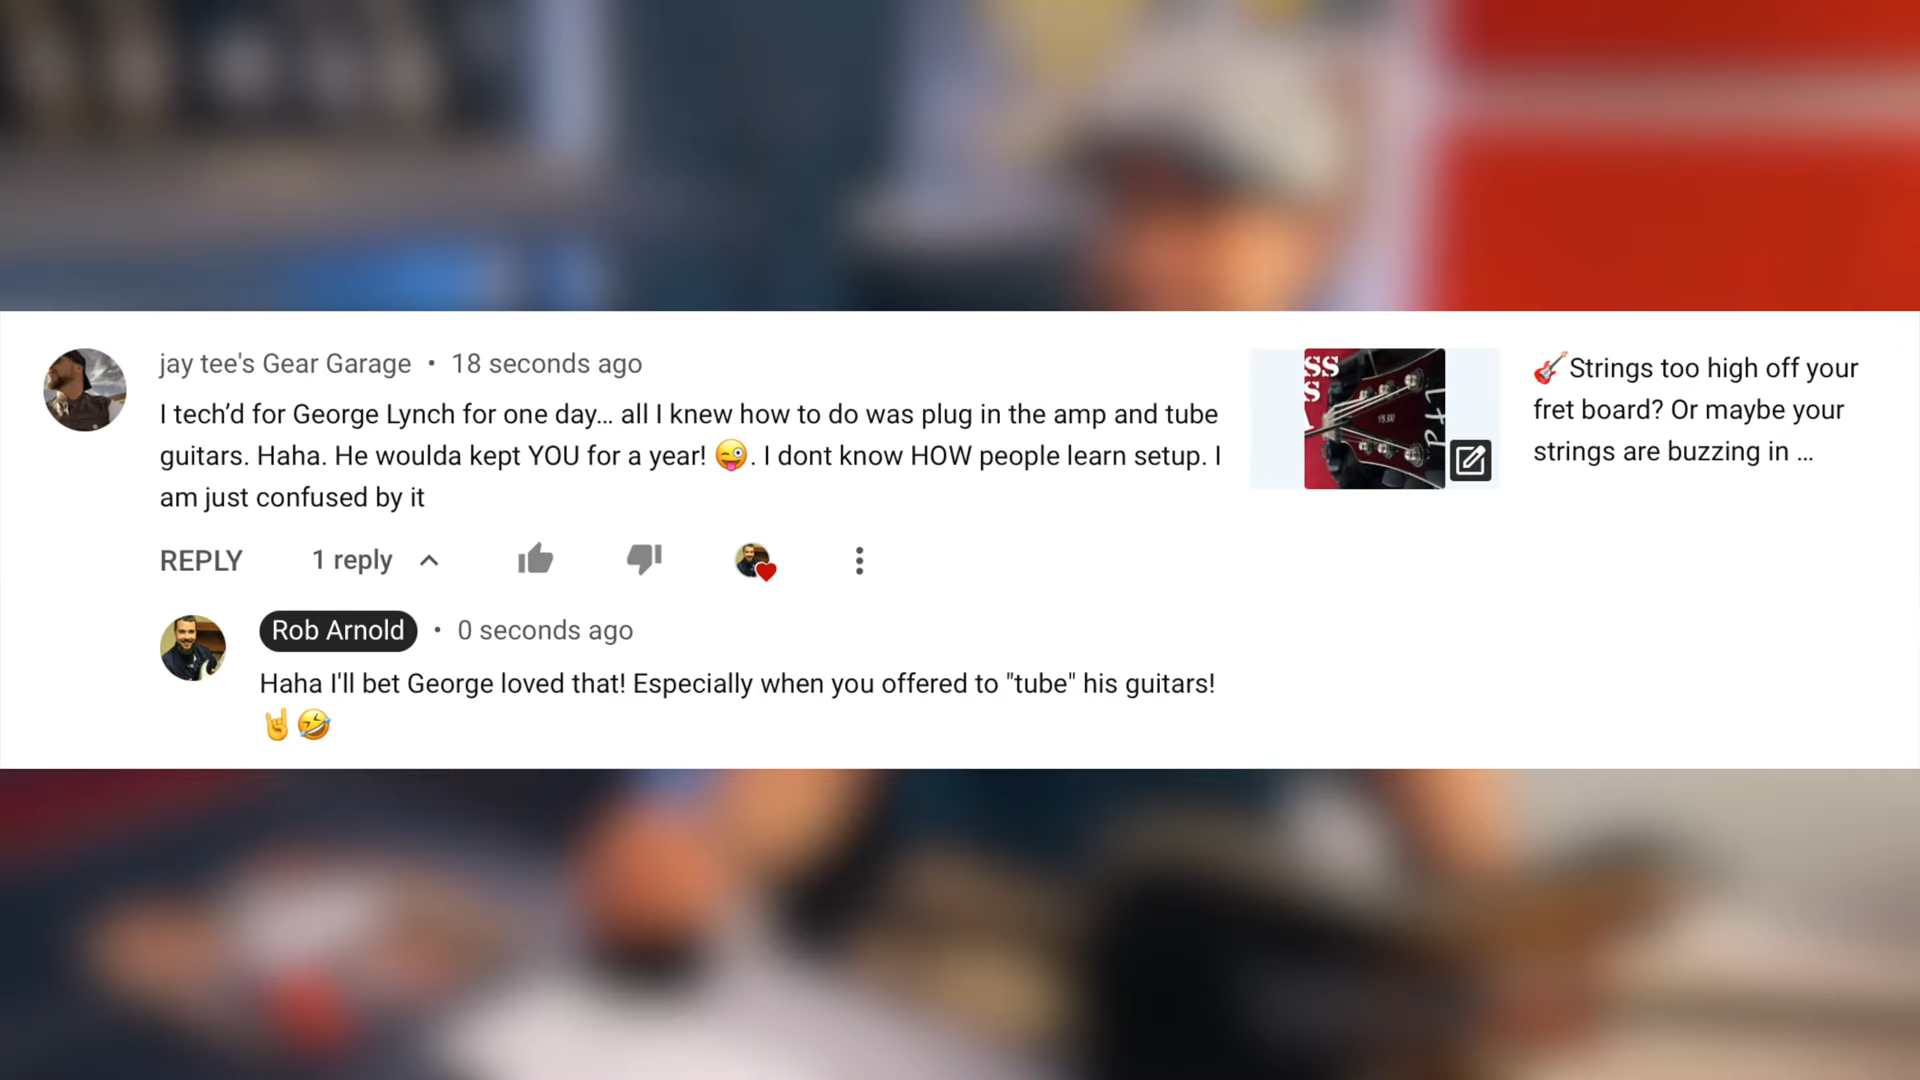 jay tee's Gear Garage • 18 seconds ago
I tech’d for George Lynch for one day… all I knew how to do was plug in the amp and tube
guitars. Haha. He woulda kept YOU for a year! 😜. I dont know HOW people learn setup. I
am just confused by it
REPLY 1 reply
Rob Arnold • 0 seconds ago
Haha I'll bet George loved that! Especially when you offered to "tube" his guitars!
🤘🤣
SS
S
LTD
🎸Strings too high off your
fret board? Or maybe your
strings are buzzing in ...